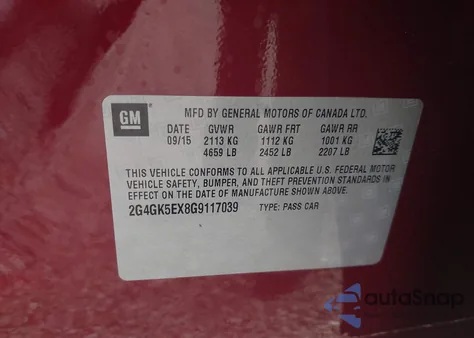 GM
MFD BY GENERAL MOTORS OF CANADA LTD.
DATE GVWR GAWR FRT GAWR RR
09/15 2113 KG 1112 KG 1001 KG
4659 LB 2452 LB 2207 LB
THIS VEHICLE CONFORMS TO ALL APPLICABLE U.S. FEDERAL MOTOR
VEHICLE SAFETY, BUMPER, AND THEFT PREVENTION STANDARDS IN
EFFECT ON THE DATE OF MANUFACTURE SHOWN ABOVE.
2G4GK5EX8G9117039 TYPE: PASS CAR
autoSnap